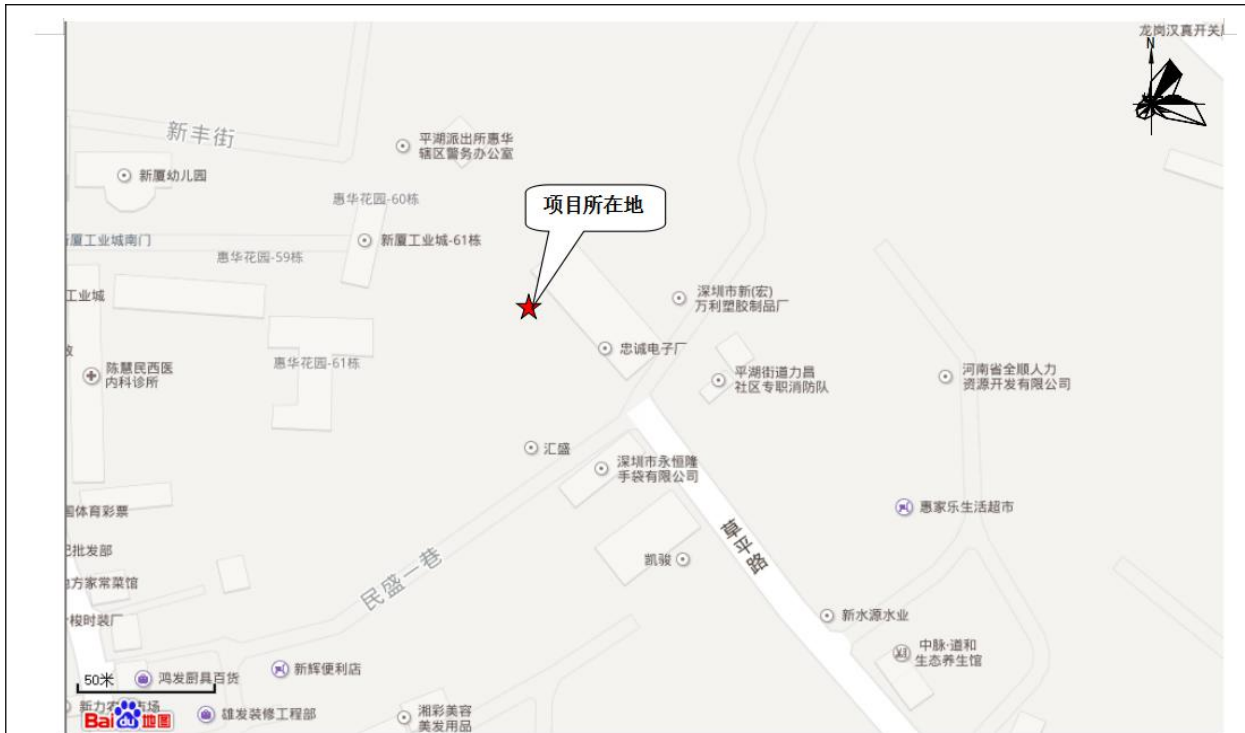 龙岗汉真开关
N
新丰街
平湖派出所惠华
辖区警务办公室
新厦幼儿园
惠华花园-60栋
项目所在地
厦工业城南门
新厦工业城-61栋
惠华花园-59栋
工业城
深圳市新(宏)
万利塑胶制品厂
忠诚电子厂
惠华花园-61栋
陈慧民西医
内科诊所
平湖街道力昌
社区专职消防队
河南省全顺人力
资源开发有限公司
汇盛
深圳市永恒隆
手袋有限公司
国体育彩票
惠家乐生活超市
草平路
批发部
凯骏
方家常菜馆
民盛一巷
梭时装厂
新水源水业
中脉·道和
生态养生馆
新辉便利店
50米
鸿发厨具百货
新力农
市场
Bai du 地图
雄发装修工程部
湘彩美容
美发用品